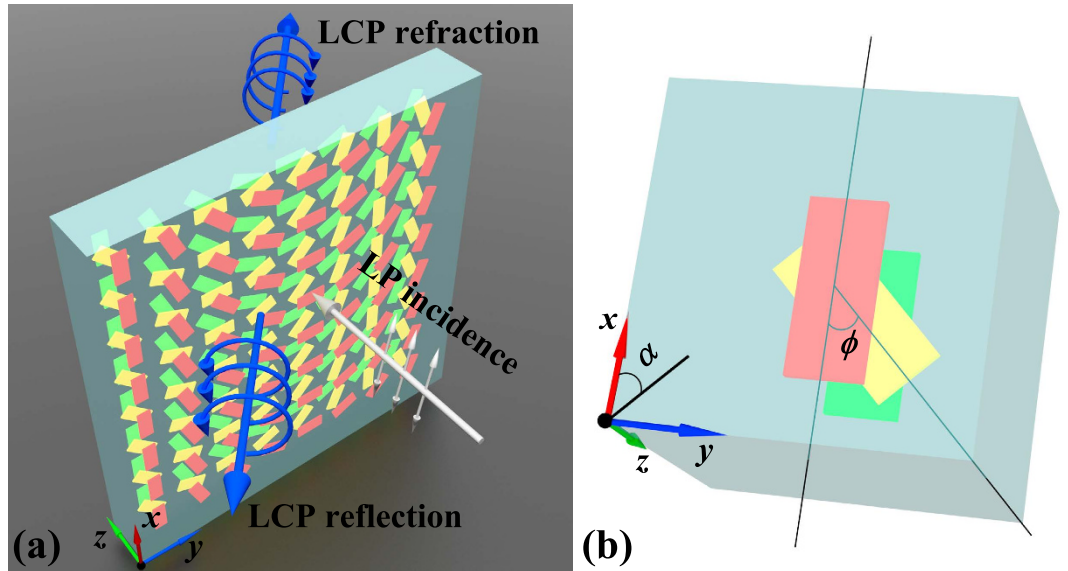 LCP refraction
LP incidence
LCP reflection
z
x
y
(a)
x
α
y
z
ϕ
(b)